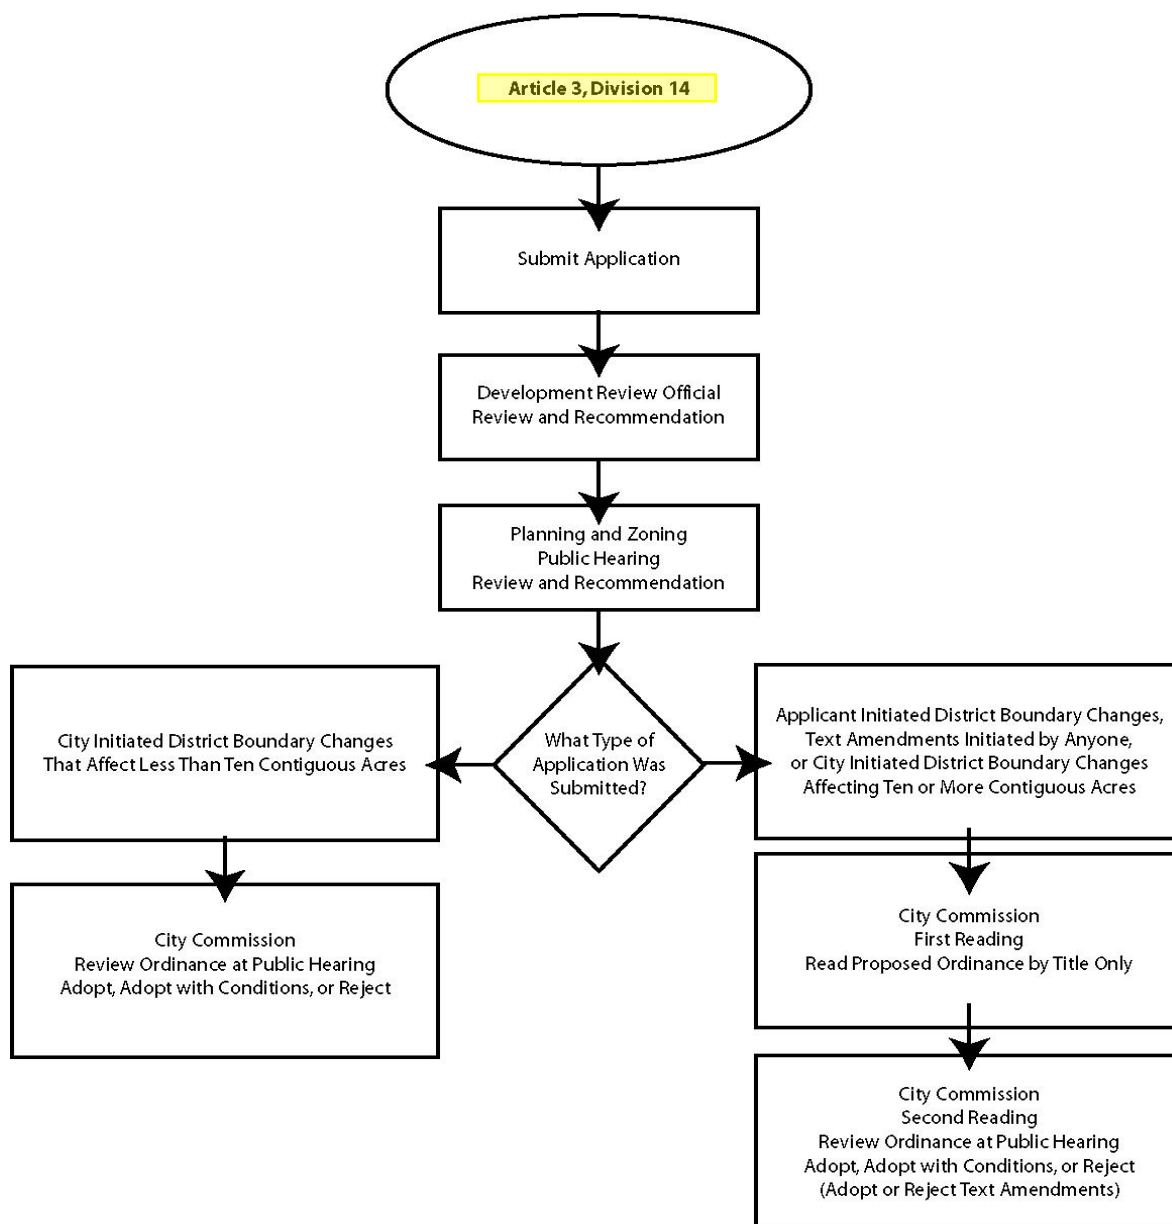 Article 3, Division 14
Submit Application
Development Review Official
Review and Recommendation
Planning and Zoning
Public Hearing
Review and Recommendation
What Type of
Application Was
Submitted?
City Initiated District Boundary Changes
That Affect Less Than Ten Contiguous Acres
City Commission
Review Ordinance at Public Hearing
Adopt, Adopt with Conditions, or Reject
Applicant Initiated District Boundary Changes,
Text Amendments Initiated by Anyone,
or City Initiated District Boundary Changes
Affecting Ten or More Contiguous Acres
City Commission
First Reading
Read Proposed Ordinance by Title Only
City Commission
Second Reading
Review Ordinance at Public Hearing
Adopt, Adopt with Conditions, or Reject
(Adopt or Reject Text Amendments)